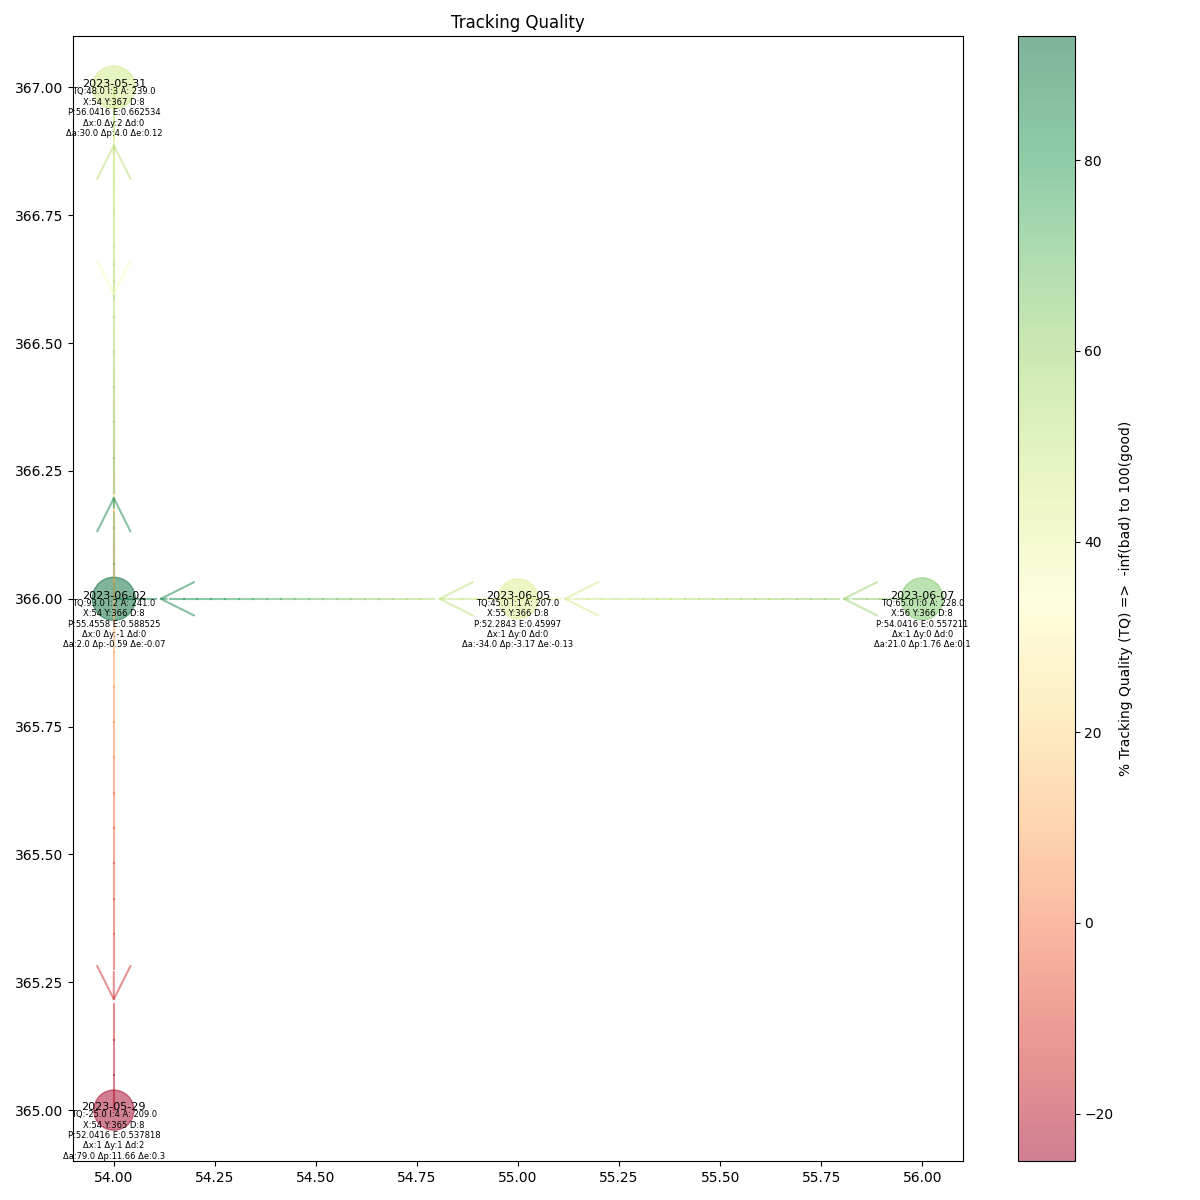 Tracking Quality
367.00
366.75
366.50
366.25
366.00
365.75
365.50
365.25
365.00
2023-05-31
TQ:48.0 I:3 A: 239.0
X:54 Y:367 D:8
P:56.0416 E:0.662534
Δx:0 Δy:2 Δd:0
Δa:30.0 Δp:4.0 Δe:0.12
2023-06-02
TQ:93.0 I:2 A: 241.0
X:54 Y:366 D:8
P:55.4558 E:0.588525
Δx:0 Δy:-1 Δd:0
Δa:2.0 Δp:-0.59 Δe:-0.07
2023-06-05
TQ:45.0 I:1 A: 207.0
X:55 Y:366 D:8
P:52.2843 E:0.45997
Δx:1 Δy:0 Δd:0
Δa:-34.0 Δp:-3.17 Δe:-0.13
2023-06-07
TQ:65.0 I:0 A: 228.0
X:56 Y:366 D:8
P:54.0416 E:0.557211
Δx:1 Δy:0 Δd:0
Δa:21.0 Δp:1.76 Δe:0.1
2023-05-29
TQ:-25.0 I:4 A: 209.0
X:54 Y:365 D:8
P:52.0416 E:0.537818
Δx:1 Δy:1 Δd:2
Δa:79.0 Δp:11.66 Δe:0.3
54.00 54.25 54.50 54.75 55.00 55.25 55.50 55.75 56.00
80
60
40
20
0
−20
% Tracking Quality (TQ) => -inf(bad) to 100(good)